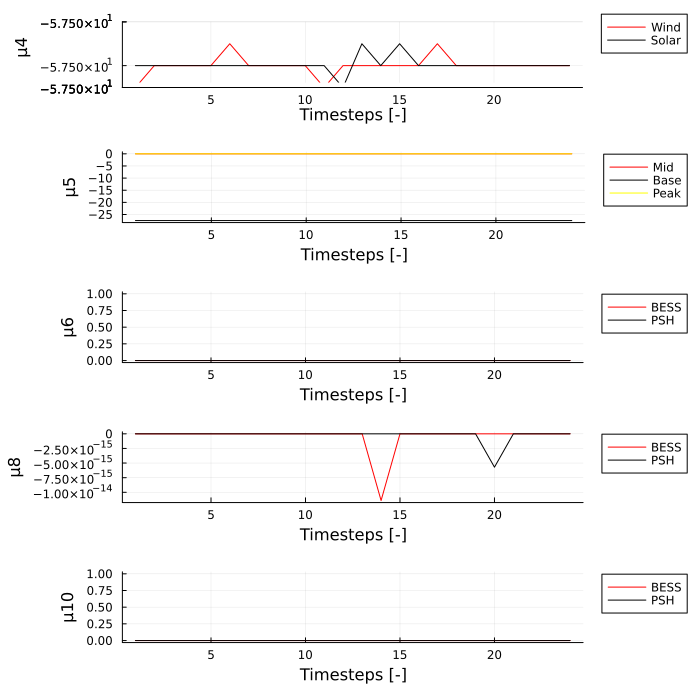 −5.750×10¹
−5.750×10¹
−5.750×10¹
μ4
5 10 15 20
Timesteps [-]
Wind
Solar
0
−5
−10
−15
−20
−25
μ5
5 10 15 20
Timesteps [-]
Mid
Base
Peak
1.00
0.75
0.50
0.25
0.00
μ6
5 10 15 20
Timesteps [-]
BESS
PSH
0
−2.50×10⁻¹⁵
−5.00×10⁻¹⁵
−7.50×10⁻¹⁵
−1.00×10⁻¹⁴
μ8
5 10 15 20
Timesteps [-]
BESS
PSH
1.00
0.75
0.50
0.25
0.00
μ10
5 10 15 20
Timesteps [-]
BESS
PSH